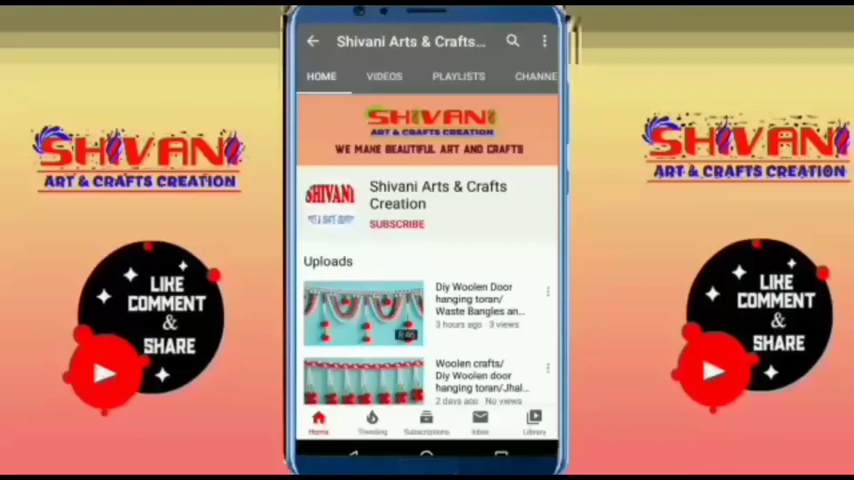 Shivani Arts & Crafts...
HOME VIDEOS PLAYLISTS CHANNE
SHIVANI
ART & CRAFTS CREATION
WE MAKE BEAUTIFUL ART AND CRAFTS
SHIVANI
Shivani Arts & Crafts
Creation
SUBSCRIBE
Uploads
8:46
Diy Woolen Door
hanging toran/
Waste Bangles an...
3 hours ago · 3 views
Woolen crafts/
Diy Woolen door
hanging toran/Jhal...
2 days ago · No views
Home Trending Subscriptions Inbox Library
SHIVANI
ART & CRAFTS CREATION
LIKE
COMMENT
&
SHARE
SHIVANI
ART & CRAFTS CREATION
LIKE
COMMENT
&
SHARE